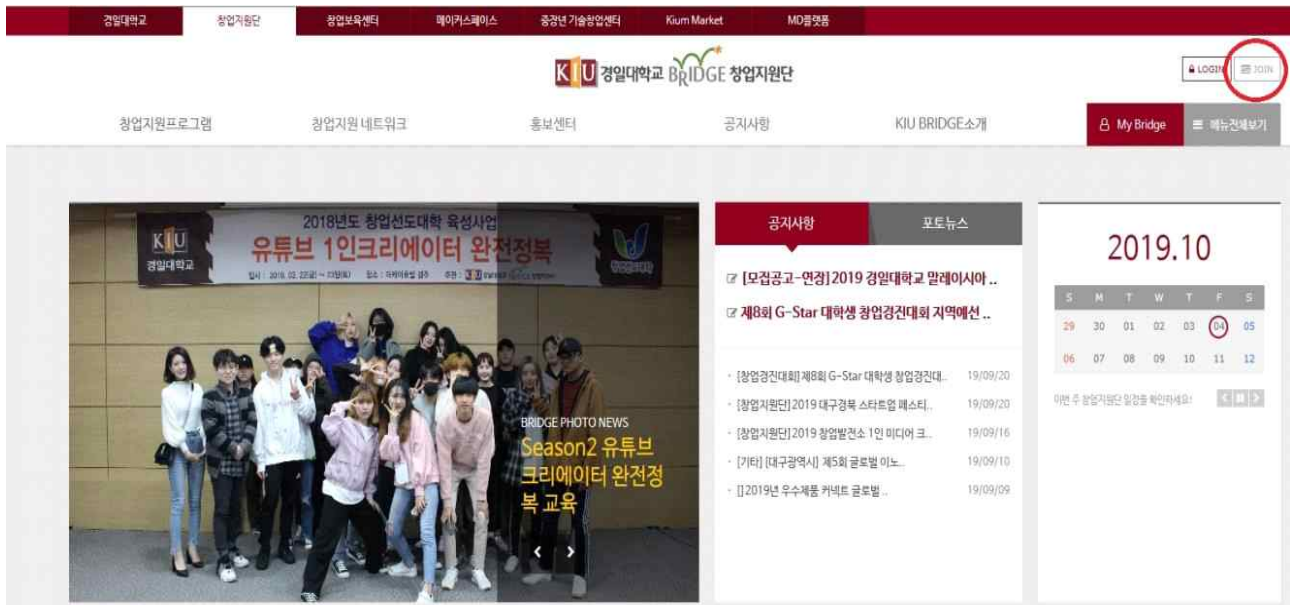 경일대학교 창업지원단 창업보육센터 메이커스페이스 중장년 기술창업센터 Kium Market MD플랫폼
KIU 경일대학교 BRIDGE 창업지원단
LOGIN JOIN
창업지원프로그램 창업지원 네트워크 홍보센터 공지사항 KIU BRIDGE소개 My Bridge 메뉴전체보기
KIU
경일대학교
2018년도 창업선도대학 육성사업
유튜브 1인크리에이터 완전정복
창업선도대학
BRIDGE PHOTO NEWS
Season2 유튜브
크리에이터 완전정
복 교육
공지사항 포토뉴스
[모집공고-연장]2019 경일대학교 말레이시아 ..
제8회 G-Star 대학생 창업경진대회 지역예선 ..
· [창업경진대회] 제8회 G-Star 대학생 창업경진대.. 19/09/20
· [창업지원단] 2019 대구경북 스타트업 페스티.. 19/09/20
· [창업지원단] 2019 창업발전소 1인 미디어 크.. 19/09/16
· [기타] [대구광역시] 제5회 글로벌 이노.. 19/09/10
· [] 2019년 우수제품 커넥트 글로벌 .. 19/09/09
2019.10
S M T W T F S
29 30 01 02 03 04 05
06 07 08 09 10 11 12
이번 주 창업지원단 일정을 확인하세요!